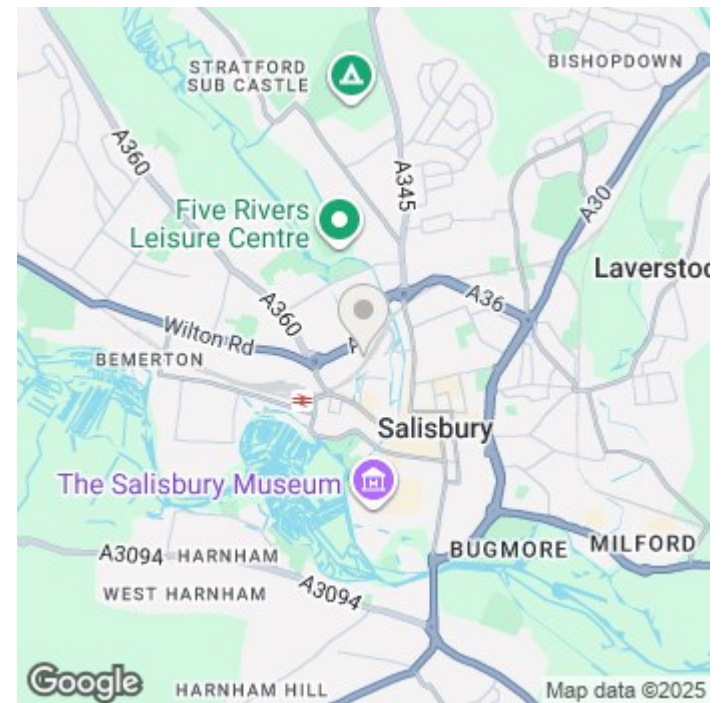 STRATFORD
SUB CASTLE
BISHOPDOWN
A360
A345
A30
Five Rivers
Leisure Centre
Laverstoc
A36
A360
Wilton Rd
A
BEMERTON
Salisbury
The Salisbury Museum
A3094
HARNHAM
BUGMORE
MILFORD
WEST HARNHAM
A3094
Google
HARNHAM HILL
Map data ©2025